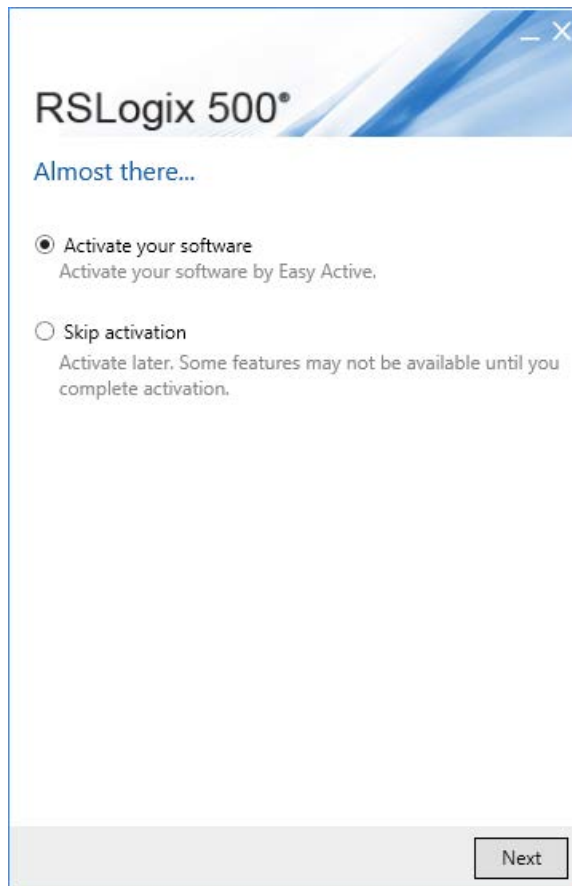 RSLogix 500®
Almost there...
Activate your software
Activate your software by Easy Active.
Skip activation
Activate later. Some features may not be available until you
complete activation.
Next